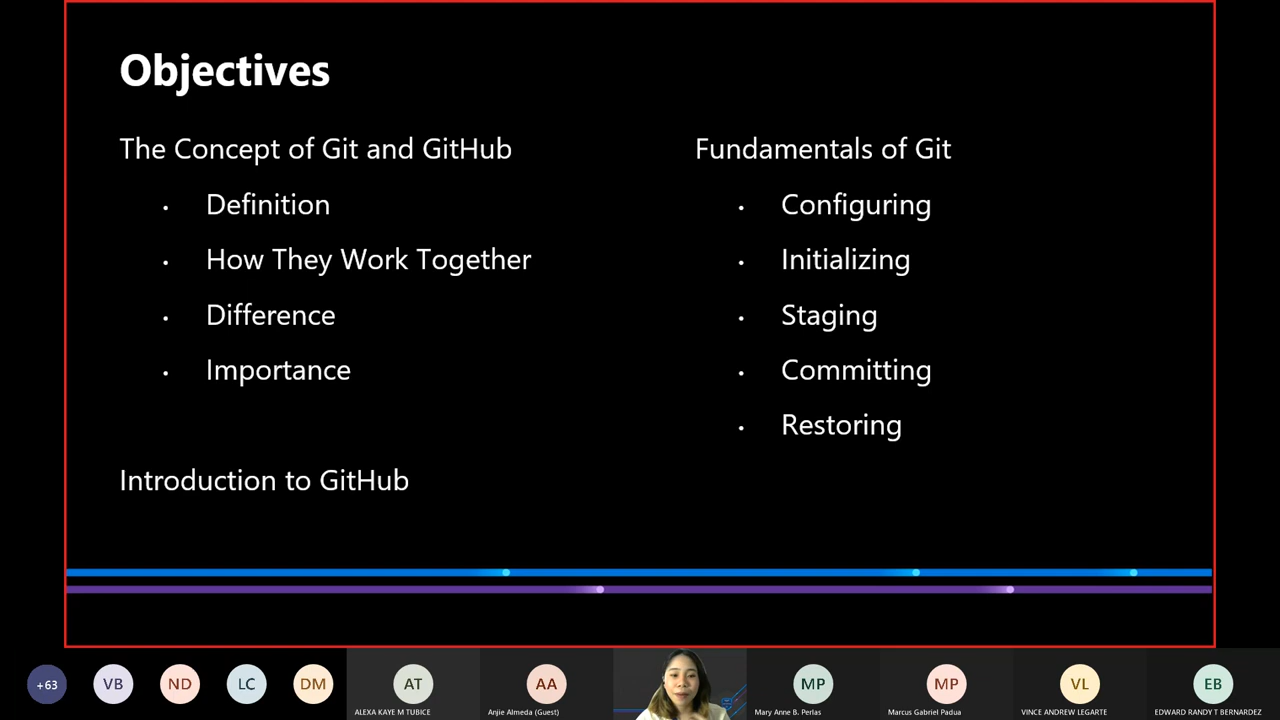 Objectives
The Concept of Git and GitHub
• Definition
• How They Work Together
• Difference
• Importance
Introduction to GitHub
Fundamentals of Git
• Configuring
• Initializing
• Staging
• Committing
• Restoring
+63
VB
ND
LC
DM
AT
ALEXA KAYE M TUBICE
AA
Anjie Almeda (Guest)
MP
Mary Anne B. Perlas
MP
Marcus Gabriel Padua
VL
VINCE ANDREW LEGARTE
EB
EDWARD RANDY T BERNARDEZ